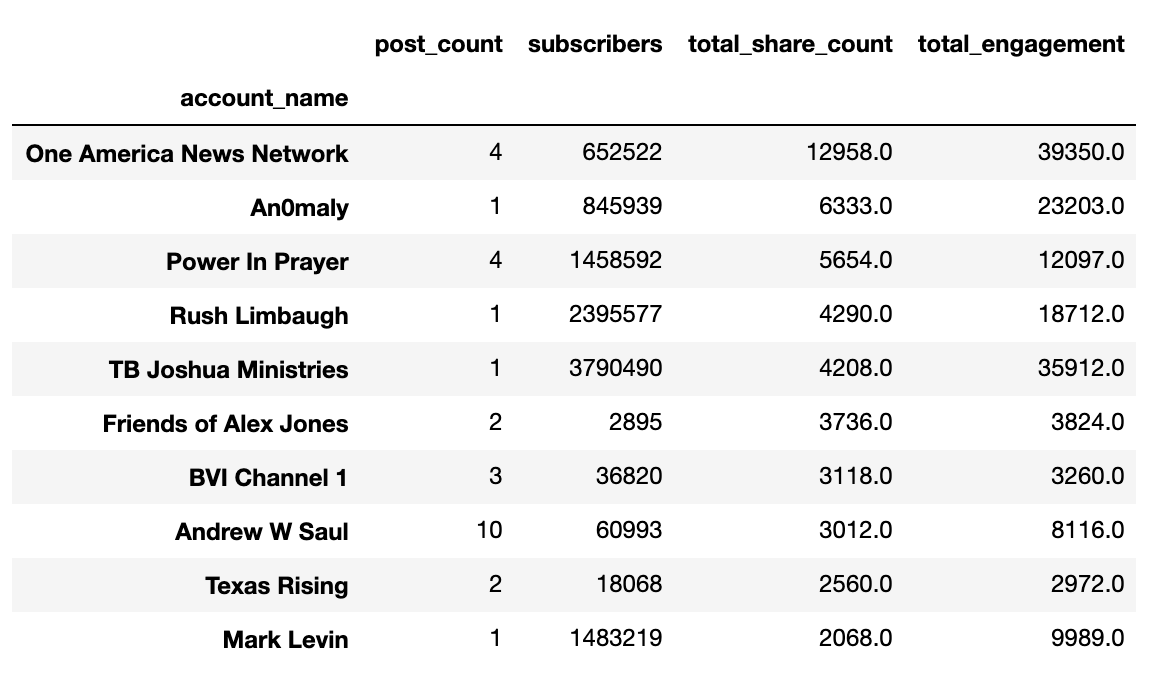 post_count subscribers total_share_count total_engagement
account_name
One America News Network 4 652522 12958.0 39350.0
An0maly 1 845939 6333.0 23203.0
Power In Prayer 4 1458592 5654.0 12097.0
Rush Limbaugh 1 2395577 4290.0 18712.0
TB Joshua Ministries 1 3790490 4208.0 35912.0
Friends of Alex Jones 2 2895 3736.0 3824.0
BVI Channel 1 3 36820 3118.0 3260.0
Andrew W Saul 10 60993 3012.0 8116.0
Texas Rising 2 18068 2560.0 2972.0
Mark Levin 1 1483219 2068.0 9989.0